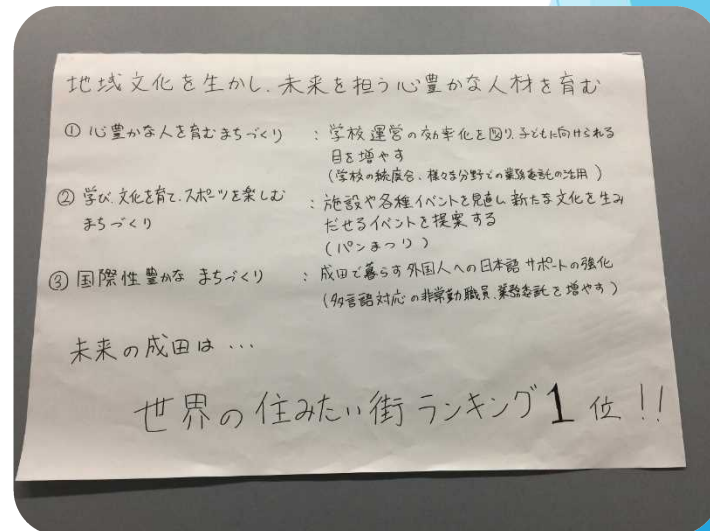 地域文化を生かし、未来を担う心豊かな人材を育む
① 心豊かな人を育むまちづくり : 学校運営の効率化を図り、子どもに向けられる
目を増やす
(学校の統廃合、様々な分野での業務委託の活用)
② 学び、文化を育て、スポーツを楽しむ : 施設や各種イベントを見直し新たな文化を生み
まちづくり だせるイベントを提案する
(パンまつり)
③ 国際性豊かな まちづくり : 成田で暮らす外国人への日本語サポートの強化
(多言語対応の非常勤職員、業務委託を増やす)
未来の成田は…
世界の住みたい街ランキング1位!!